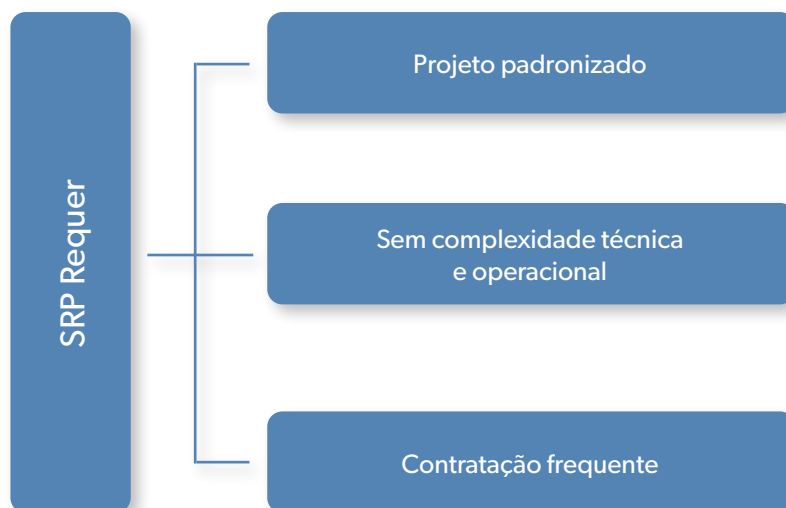 SRP Requer
Projeto padronizado
Sem complexidade técnica
e operacional
Contratação frequente